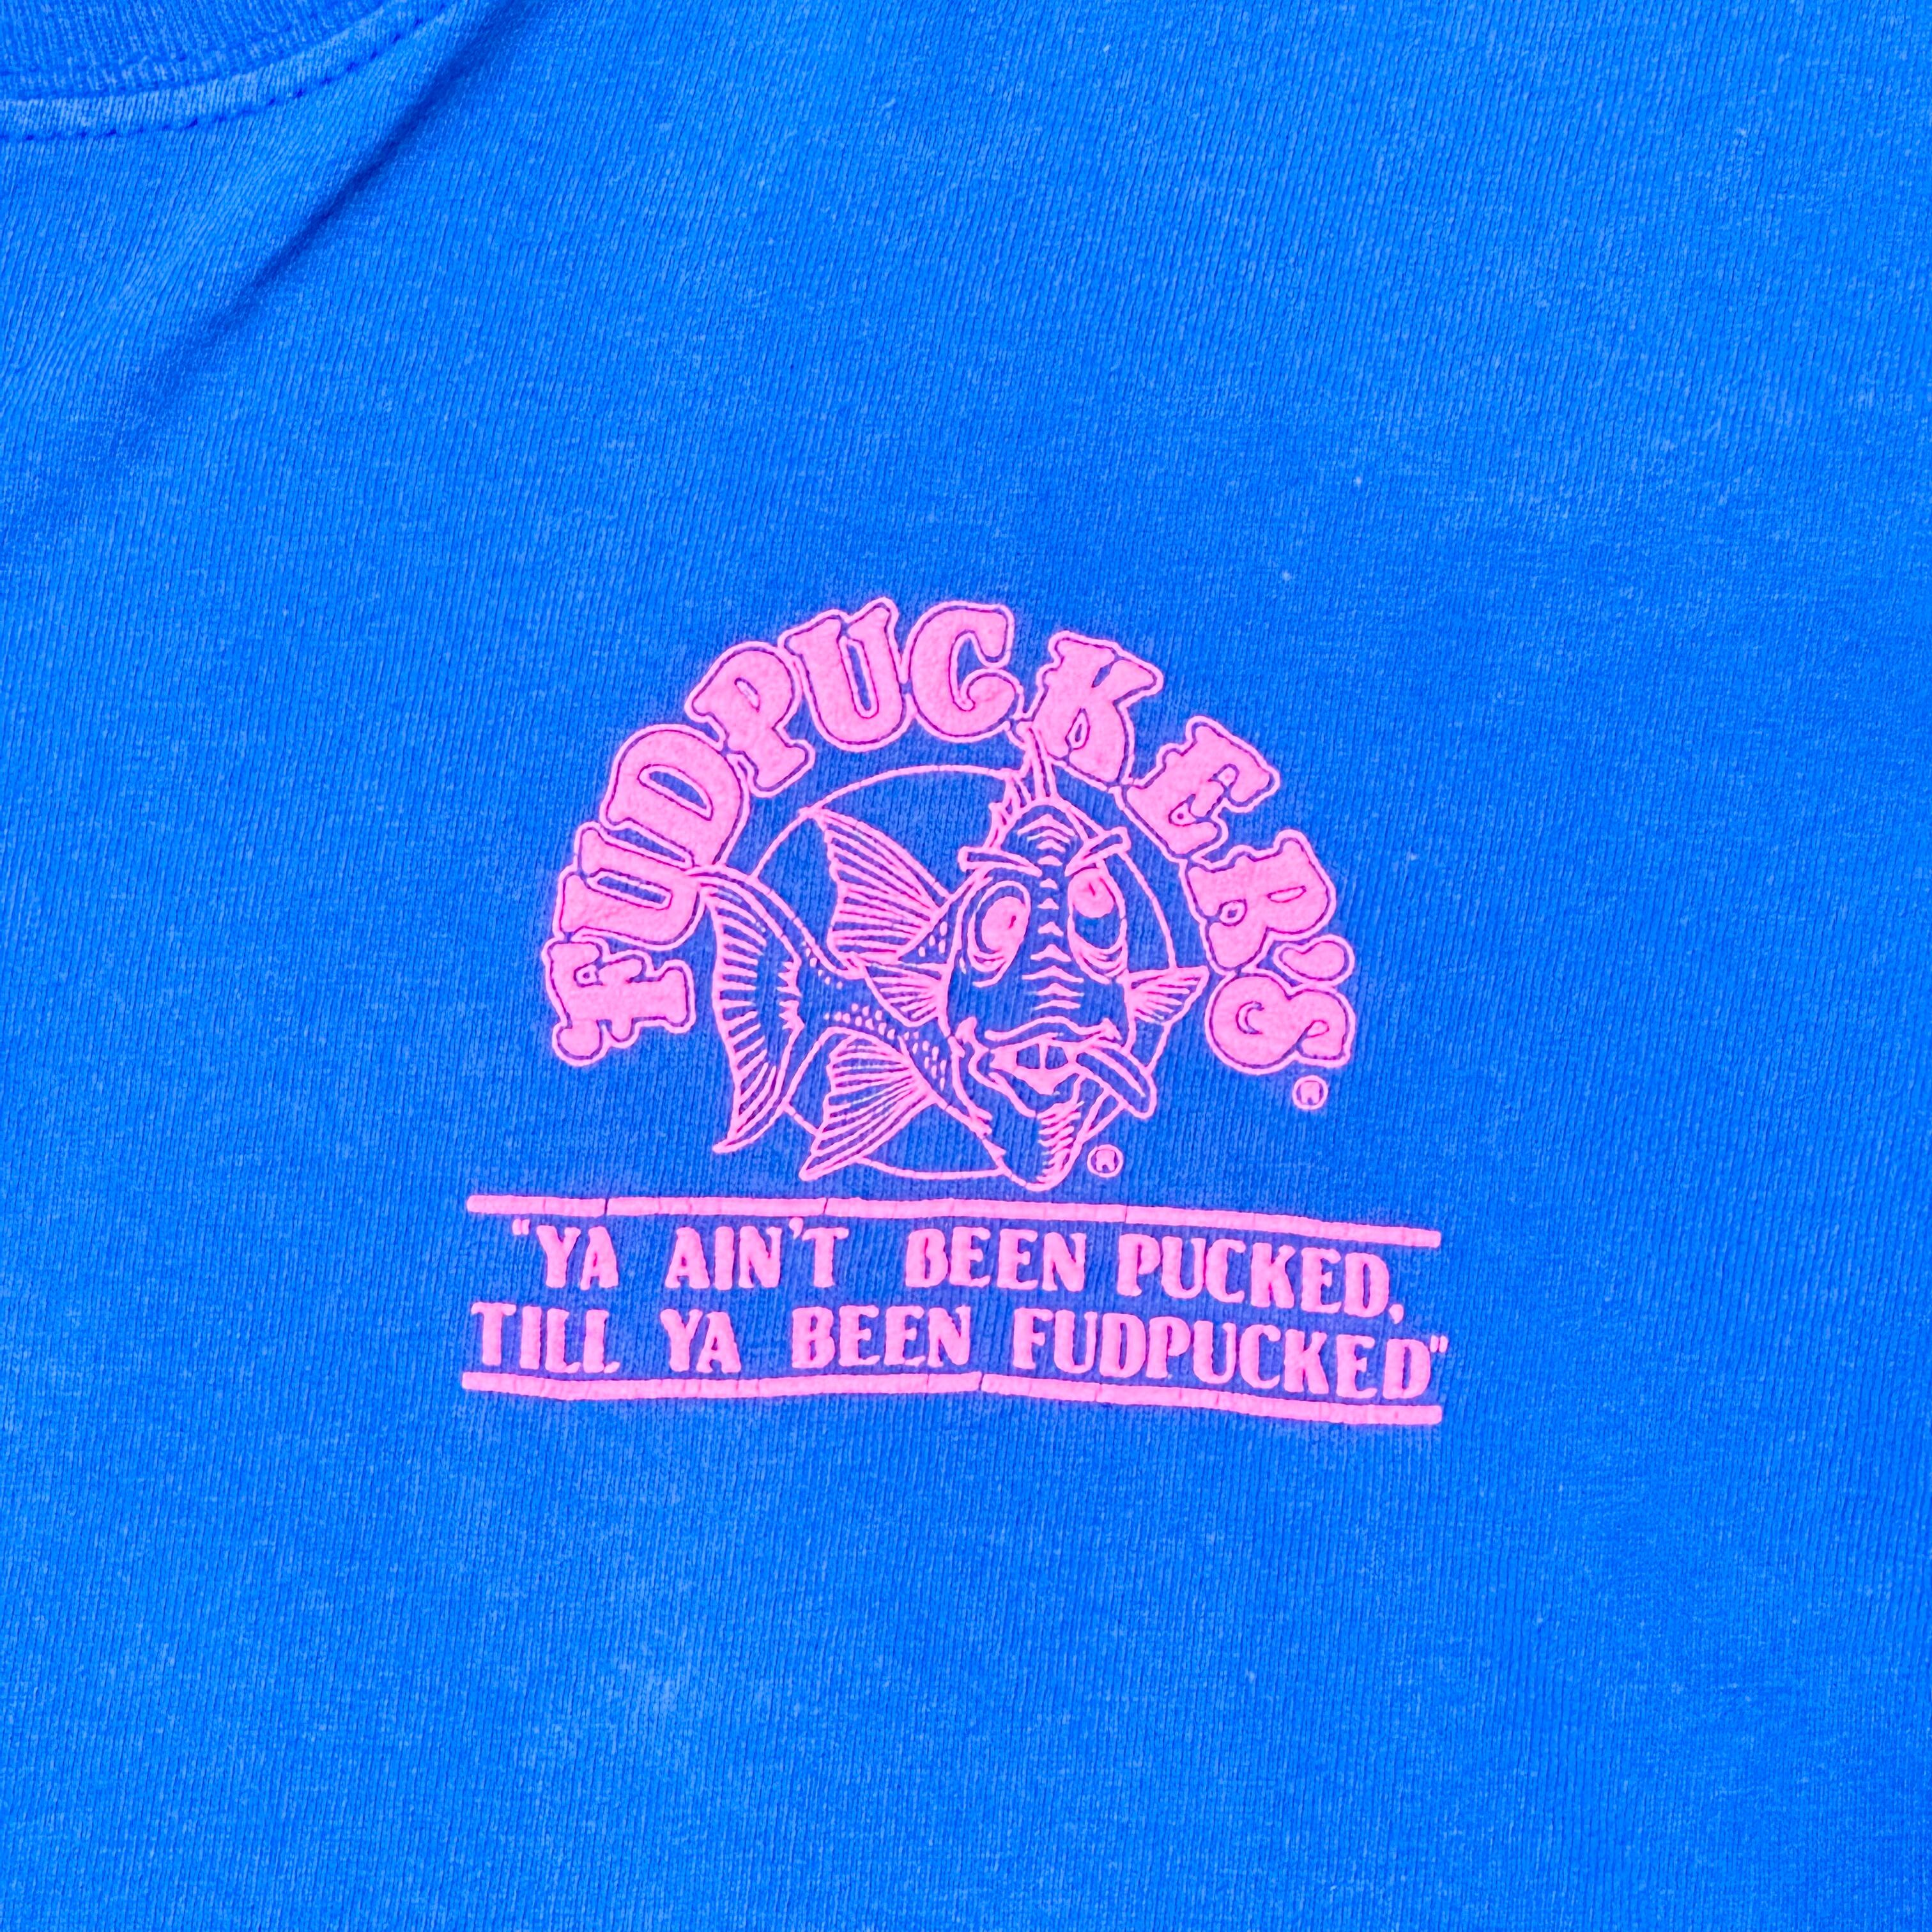 FUDPUCKER'S®
®
"YA AIN'T BEEN PUCKED,
TILL YA BEEN FUDPUCKED"